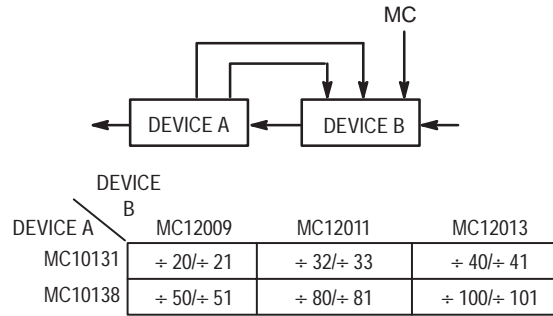 MC
DEVICE A
DEVICE B
DEVICE
B
DEVICE A
MC12009 MC12011 MC12013
MC10131 ÷ 20/÷ 21 ÷ 32/÷ 33 ÷ 40/÷ 41
MC10138 ÷ 50/÷ 51 ÷ 80/÷ 81 ÷ 100/÷ 101